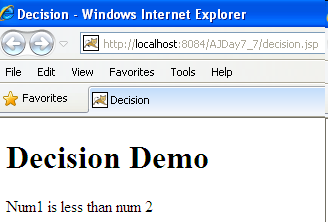 Decision - Windows Internet Explorer
http://localhost:8084/AJDay7_7/decision.jsp
File Edit View Favorites Tools Help
Favorites Decision
Decision Demo
Num1 is less than num 2